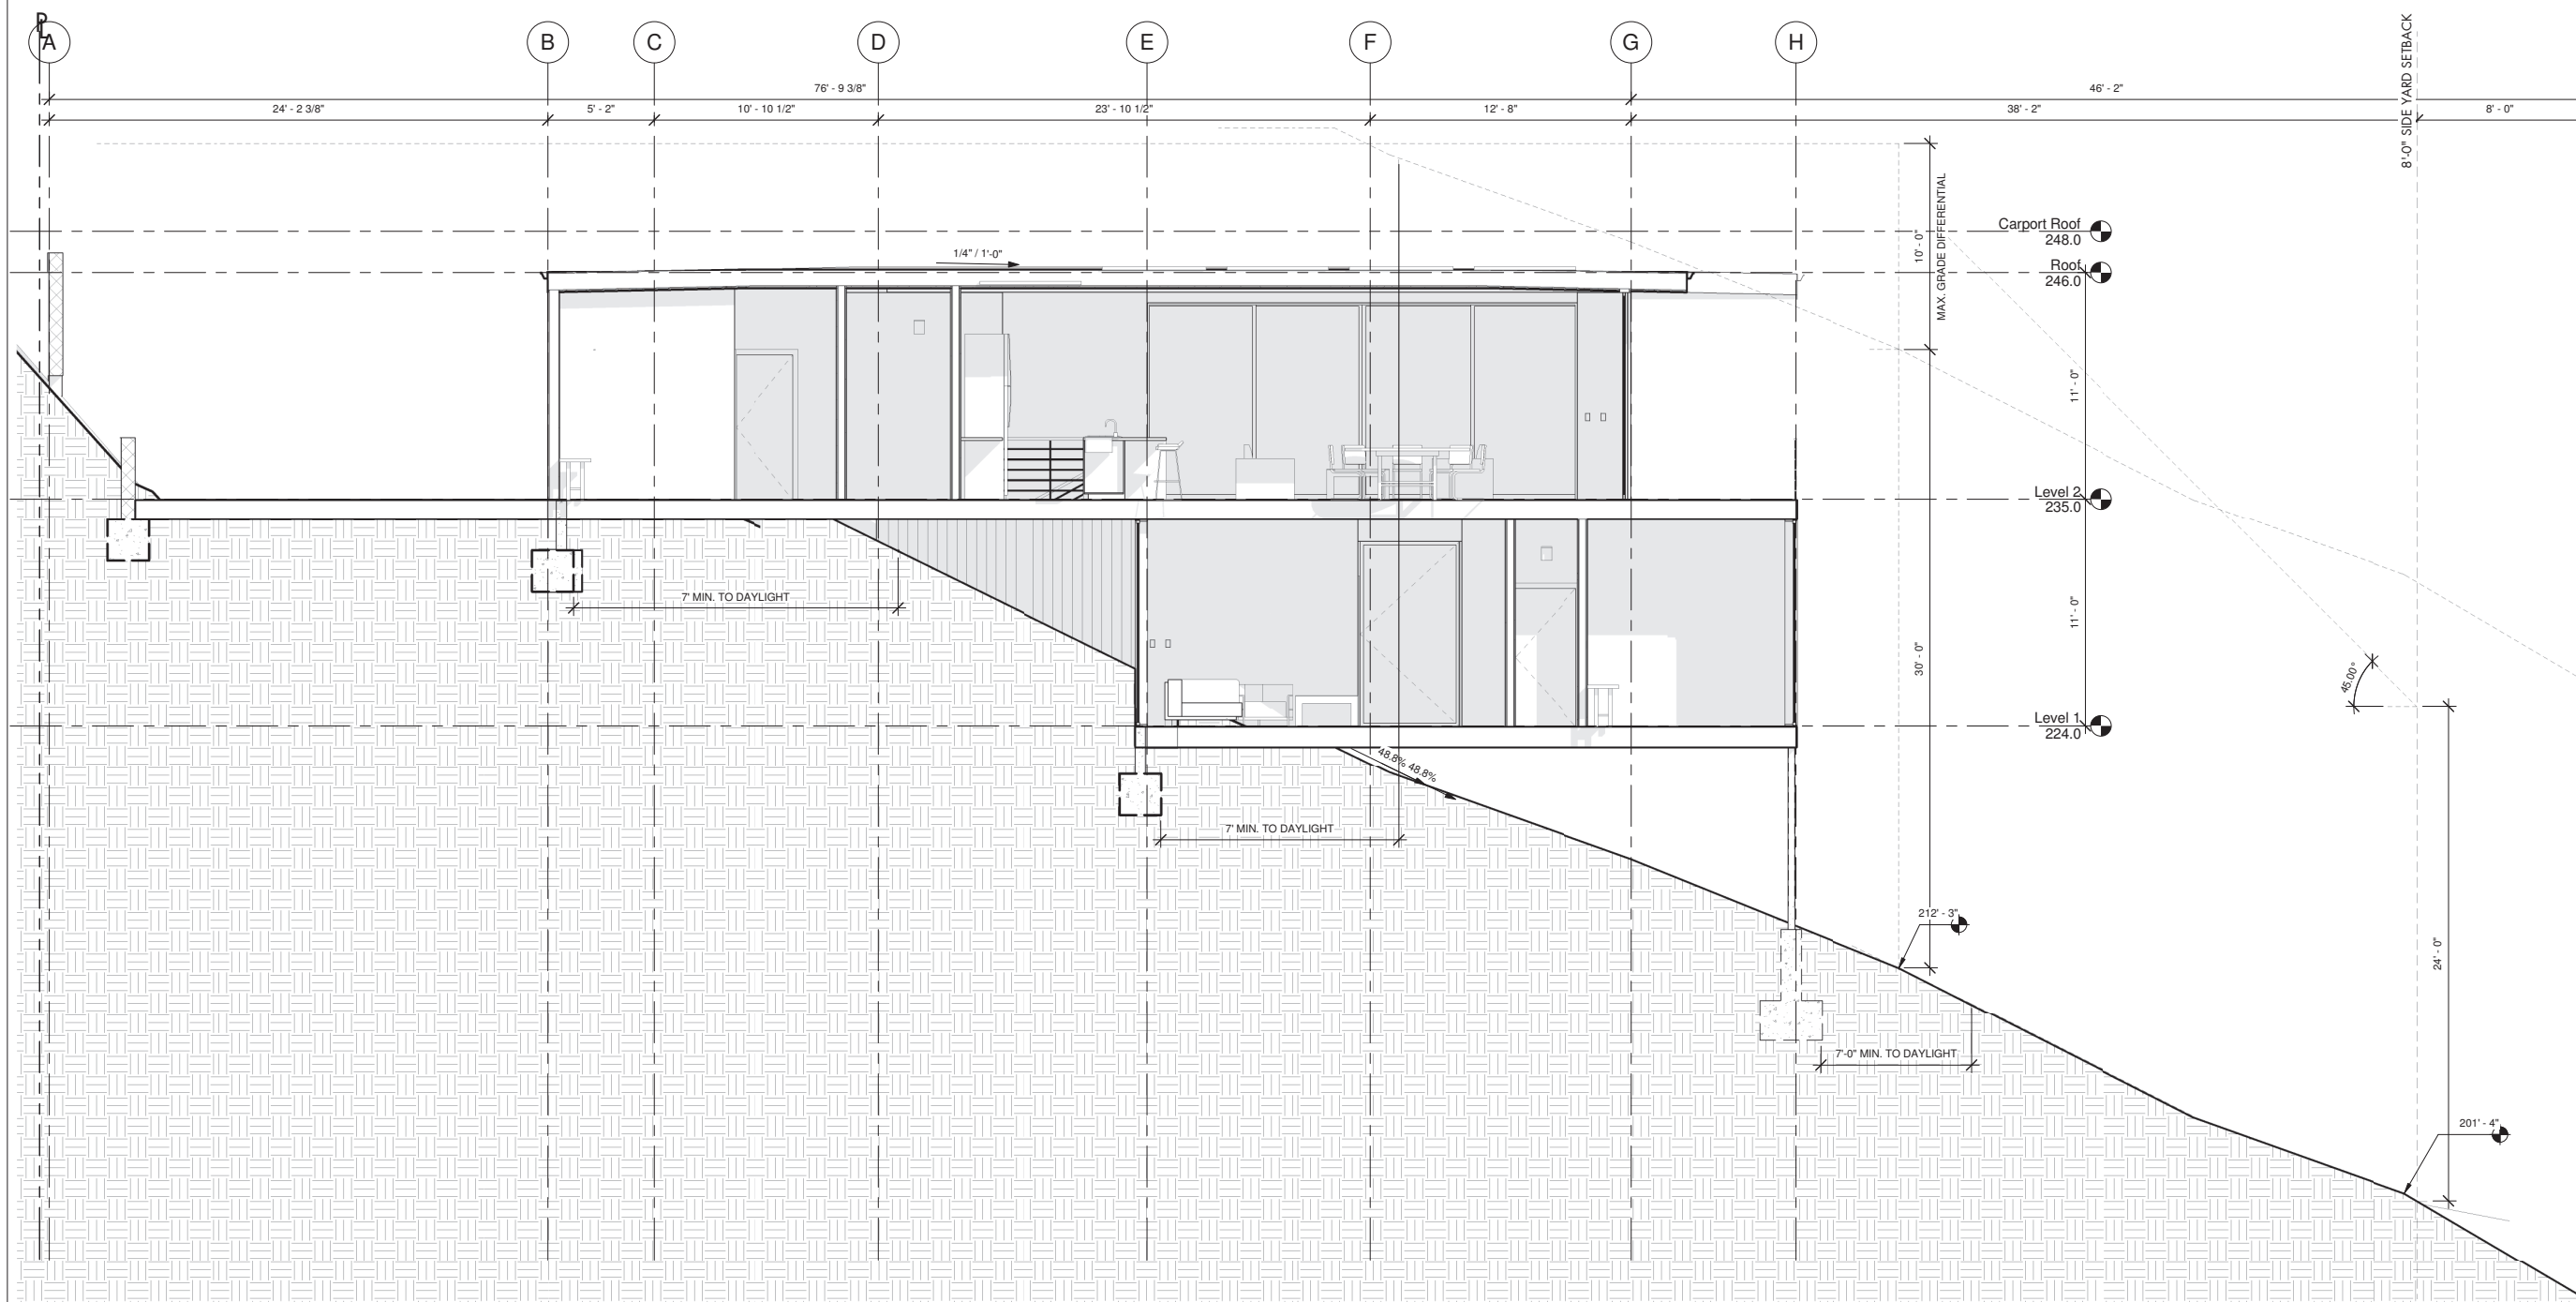 PL
A
B
C
D
E
F
G
H
8'-0" SIDE YARD SETBACK
76' - 9 3/8"
46' - 2"
24' - 2 3/8"
5' - 2"
10' - 10 1/2"
23' - 10 1/2"
12' - 8"
38' - 2"
8' - 0"
10' - 0"
MAX. GRADE DIFFERENTIAL
Carport Roof
248.0
1/4" / 1'-0"
Roof
246.0
11' - 0"
Level 2
235.0
7' MIN. TO DAYLIGHT
11' - 0"
30' - 0"
45.00°
Level 1
224.0
48.8% 48.8%
7' MIN. TO DAYLIGHT
212' - 3"
24' - 0"
7'-0" MIN. TO DAYLIGHT
201' - 4"